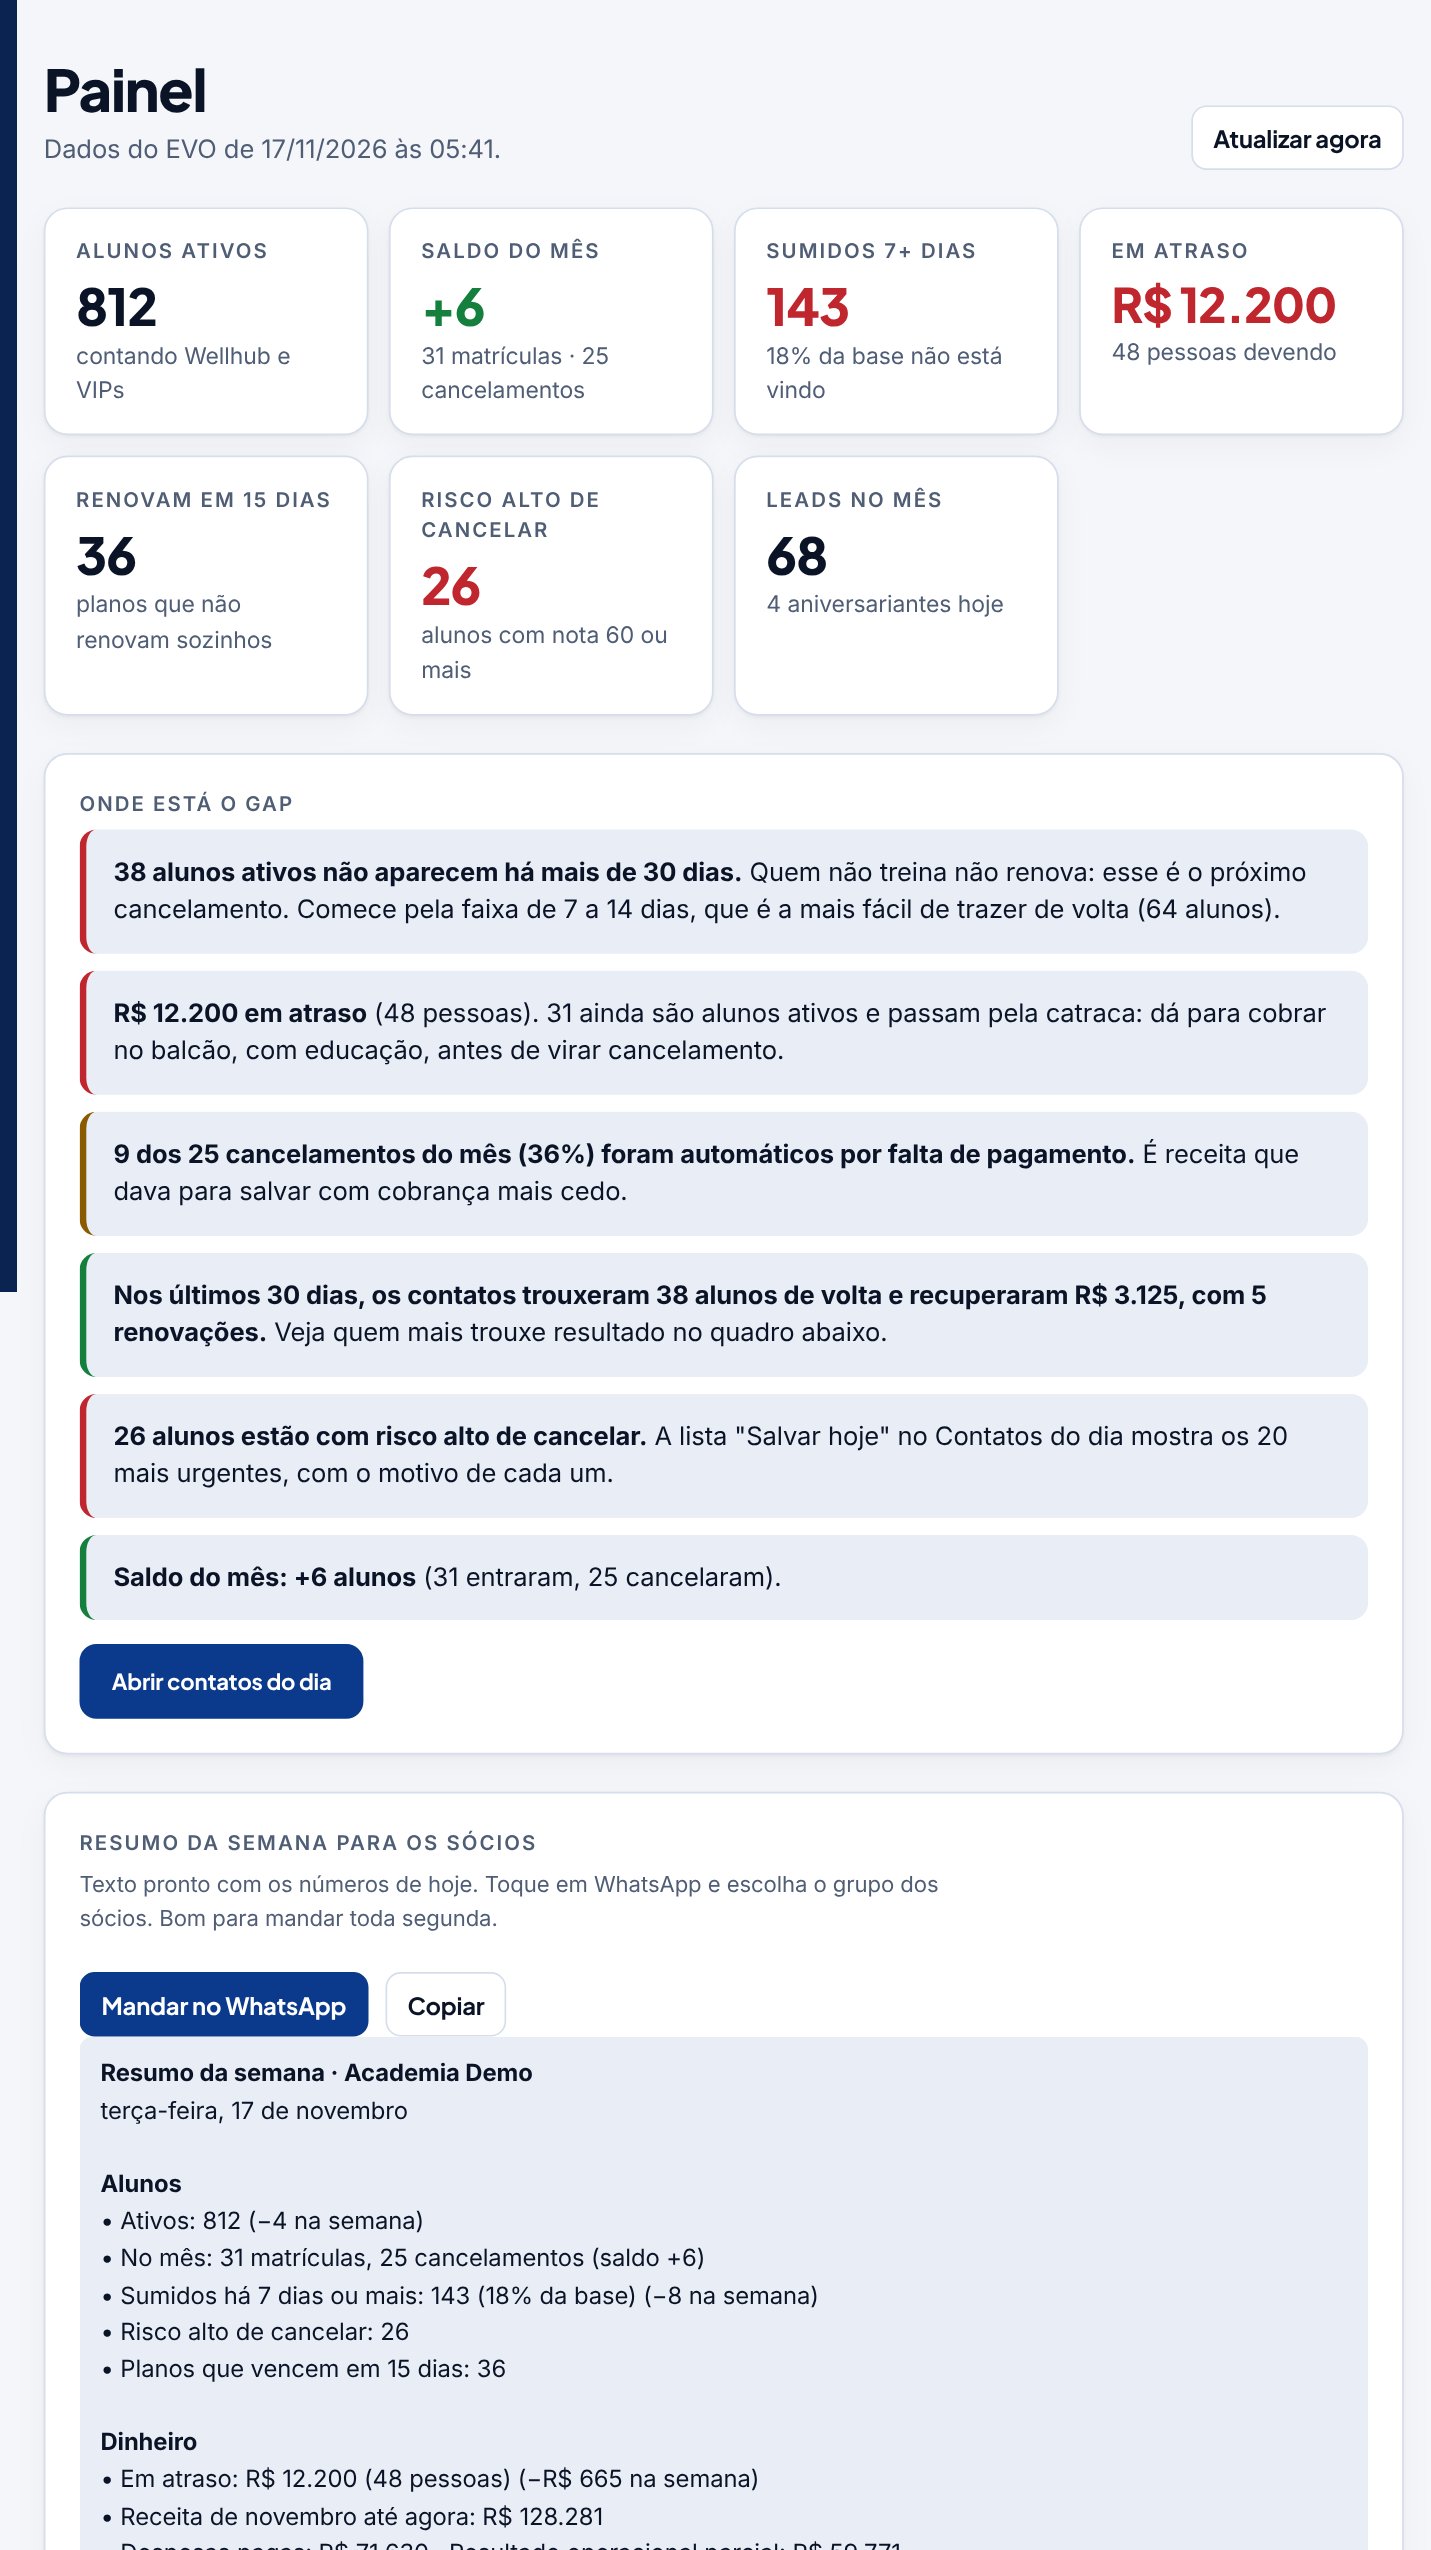 Painel
Dados do EVO de 17/11/2026 às 05:41.
Atualizar agora
ALUNOS ATIVOS
812
contando Wellhub e
VIPs
SALDO DO MÊS
+6
31 matrículas · 25
cancelamentos
SUMIDOS 7+ DIAS
143
18% da base não está
vindo
EM ATRASO
R$ 12.200
48 pessoas devendo
RENOVAM EM 15 DIAS
36
planos que não
renovam sozinhos
RISCO ALTO DE
CANCELAR
26
alunos com nota 60 ou
mais
LEADS NO MÊS
68
4 aniversariantes hoje
ONDE ESTÁ O GAP
38 alunos ativos não aparecem há mais de 30 dias. Quem não treina não renova: esse é o próximo
cancelamento. Comece pela faixa de 7 a 14 dias, que é a mais fácil de trazer de volta (64 alunos).
R$ 12.200 em atraso (48 pessoas). 31 ainda são alunos ativos e passam pela catraca: dá para cobrar
no balcão, com educação, antes de virar cancelamento.
9 dos 25 cancelamentos do mês (36%) foram automáticos por falta de pagamento. É receita que
dava para salvar com cobrança mais cedo.
Nos últimos 30 dias, os contatos trouxeram 38 alunos de volta e recuperaram R$ 3.125, com 5
renovações. Veja quem mais trouxe resultado no quadro abaixo.
26 alunos estão com risco alto de cancelar. A lista "Salvar hoje" no Contatos do dia mostra os 20
mais urgentes, com o motivo de cada um.
Saldo do mês: +6 alunos (31 entraram, 25 cancelaram).
Abrir contatos do dia
RESUMO DA SEMANA PARA OS SÓCIOS
Texto pronto com os números de hoje. Toque em WhatsApp e escolha o grupo dos
sócios. Bom para mandar toda segunda.
Mandar no WhatsApp
Copiar
Resumo da semana · Academia Demo
terça-feira, 17 de novembro
Alunos
• Ativos: 812 (−4 na semana)
• No mês: 31 matrículas, 25 cancelamentos (saldo +6)
• Sumidos há 7 dias ou mais: 143 (18% da base) (−8 na semana)
• Risco alto de cancelar: 26
• Planos que vencem em 15 dias: 36
Dinheiro
• Em atraso: R$ 12.200 (48 pessoas) (−R$ 665 na semana)
• Receita de novembro até agora: R$ 128.281